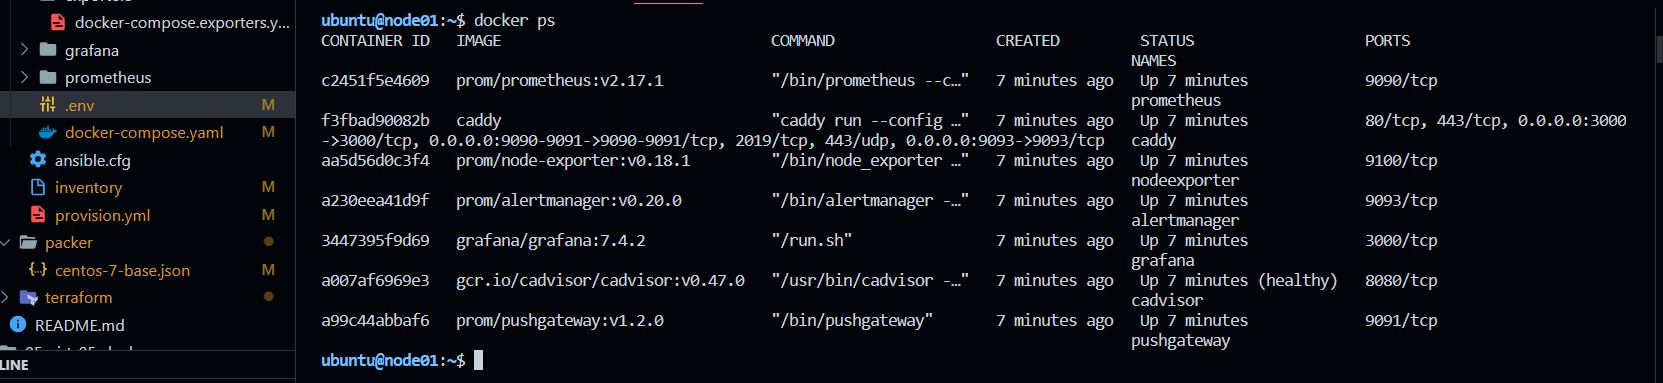 docker-compose.exporters.y...
grafana
prometheus
.env M
docker-compose.yaml M
ansible.cfg
inventory M
provision.yml M
packer
centos-7-base.json M
terraform
README.md
LINE
ubuntu@node01:~$ docker ps
CONTAINER ID IMAGE COMMAND CREATED STATUS PORTS
NAMES
c2451f5e4609 prom/prometheus:v2.17.1 "/bin/prometheus --c…" 7 minutes ago Up 7 minutes 9090/tcp
prometheus
f3fbad90082b caddy "caddy run --config …" 7 minutes ago Up 7 minutes 80/tcp, 443/tcp, 0.0.0.0:3000
->3000/tcp, 0.0.0.0:9090-9091->9090-9091/tcp, 2019/tcp, 443/udp, 0.0.0.0:9093->9093/tcp caddy
aa5d56d0c3f4 prom/node-exporter:v0.18.1 "/bin/node_exporter …" 7 minutes ago Up 7 minutes 9100/tcp
nodeexporter
a230eea41d9f prom/alertmanager:v0.20.0 "/bin/alertmanager -…" 7 minutes ago Up 7 minutes 9093/tcp
alertmanager
3447395f9d69 grafana/grafana:7.4.2 "/run.sh" 7 minutes ago Up 7 minutes 3000/tcp
grafana
a007af6969e3 gcr.io/cadvisor/cadvisor:v0.47.0 "/usr/bin/cadvisor -…" 7 minutes ago Up 7 minutes (healthy) 8080/tcp
cadvisor
a99c44abbaf6 prom/pushgateway:v1.2.0 "/bin/pushgateway" 7 minutes ago Up 7 minutes 9091/tcp
pushgateway
ubuntu@node01:~$